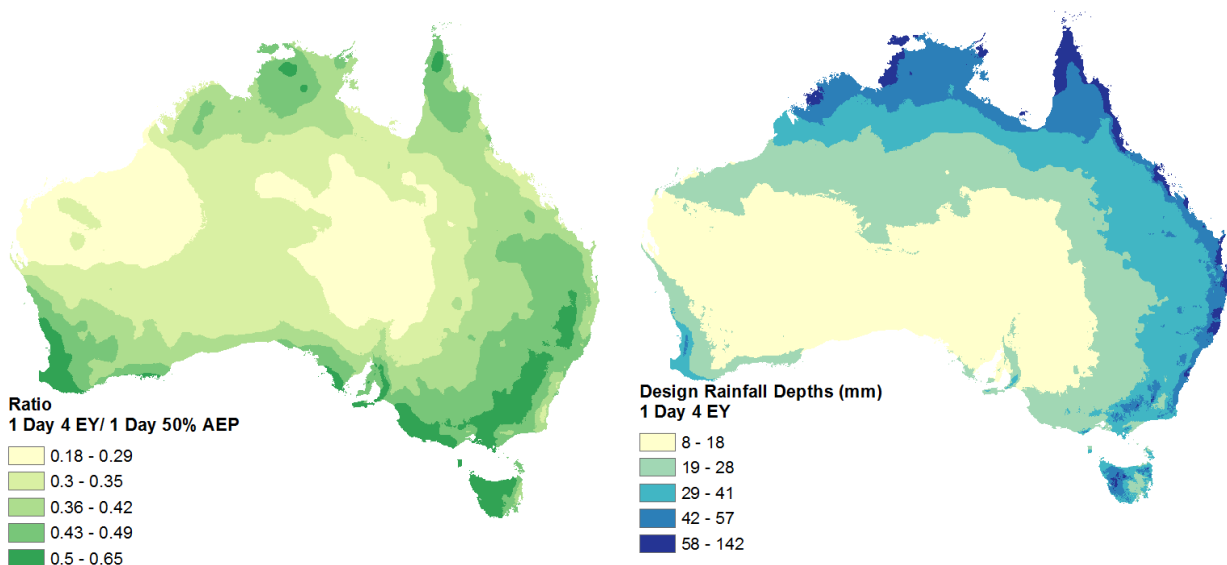 Ratio
1 Day 4 EY/ 1 Day 50% AEP
0.18 - 0.29
0.3 - 0.35
0.36 - 0.42
0.43 - 0.49
0.5 - 0.65
Design Rainfall Depths (mm)
1 Day 4 EY
8 - 18
19 - 28
29 - 41
42 - 57
58 - 142